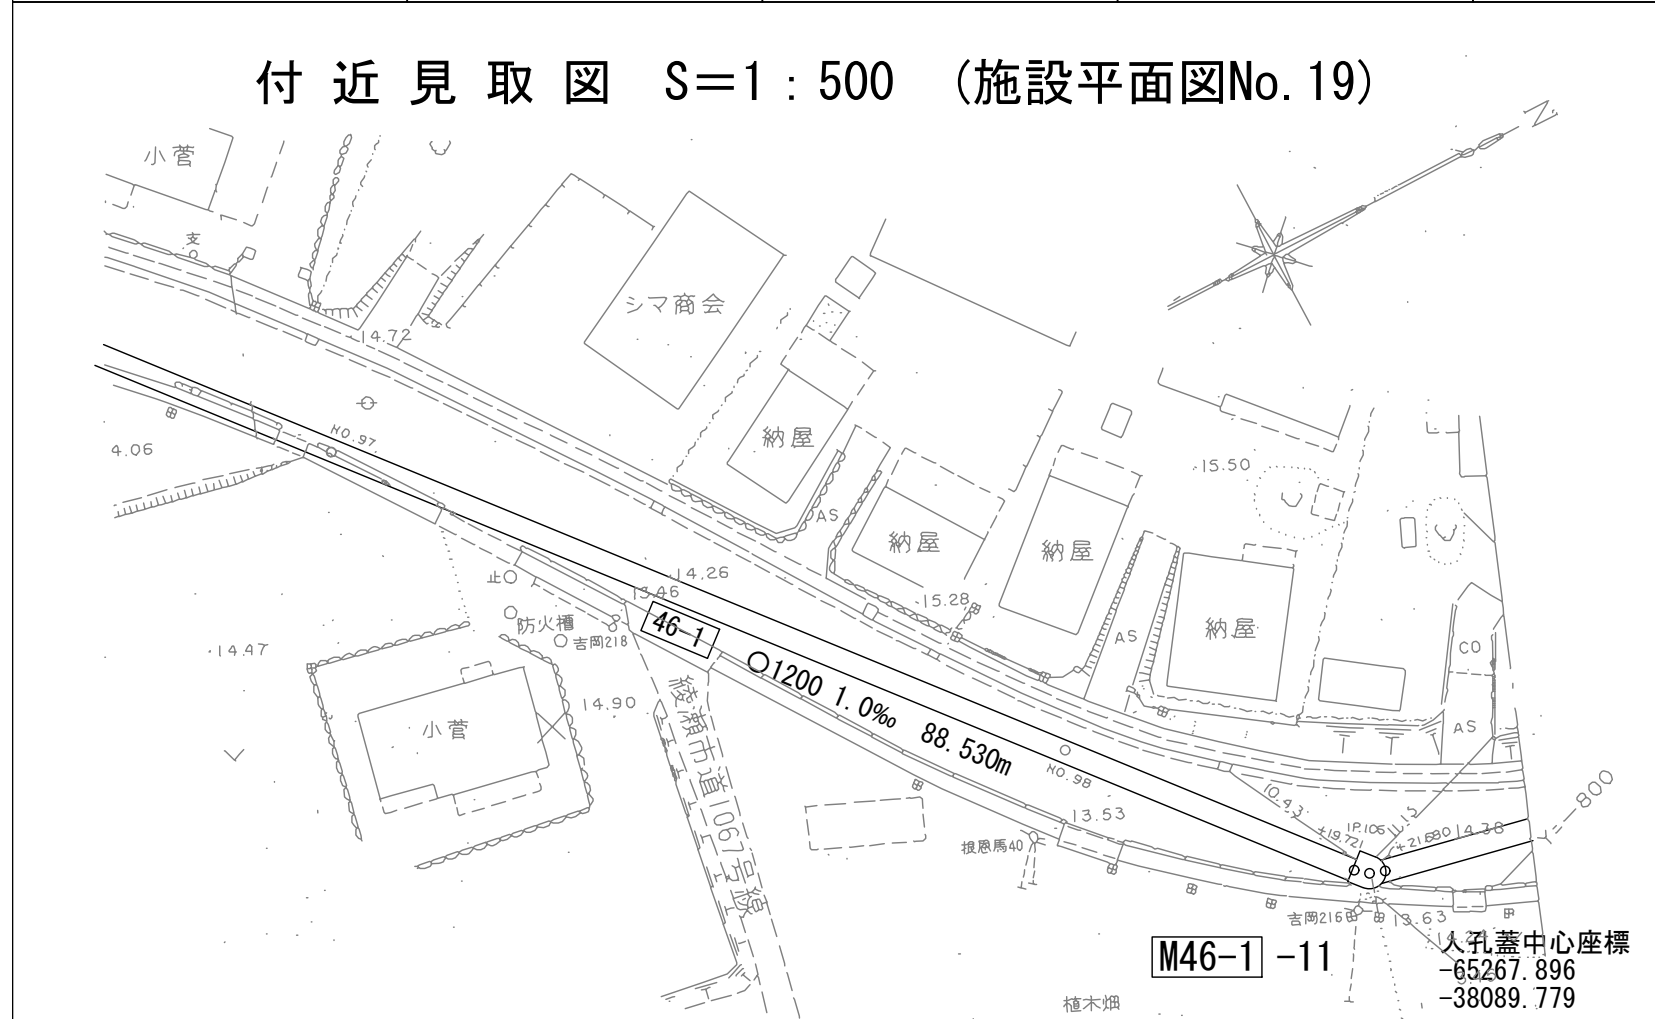 付近見取図 S=1:500 (施設平面図No.19)
N
小菅
支
シマ商会
14.72
納屋
NO.97
4.06
15.50
AS
納屋
納屋
14.26
13.46
15.28
止
防火槽
吉岡218
46-1
○1200 1.0‰ 88.530m
AS
納屋
CO
AS
14.47
小菅
14.90
綾瀬市道1067号線
NO.98
10.43
11.15
800
13.53
+19.721
IP.106
14.38
根恩馬40
吉岡216
13.63
14.24
M46-1 -11
人孔蓋中心座標
-65267.896
-38089.779
植木畑